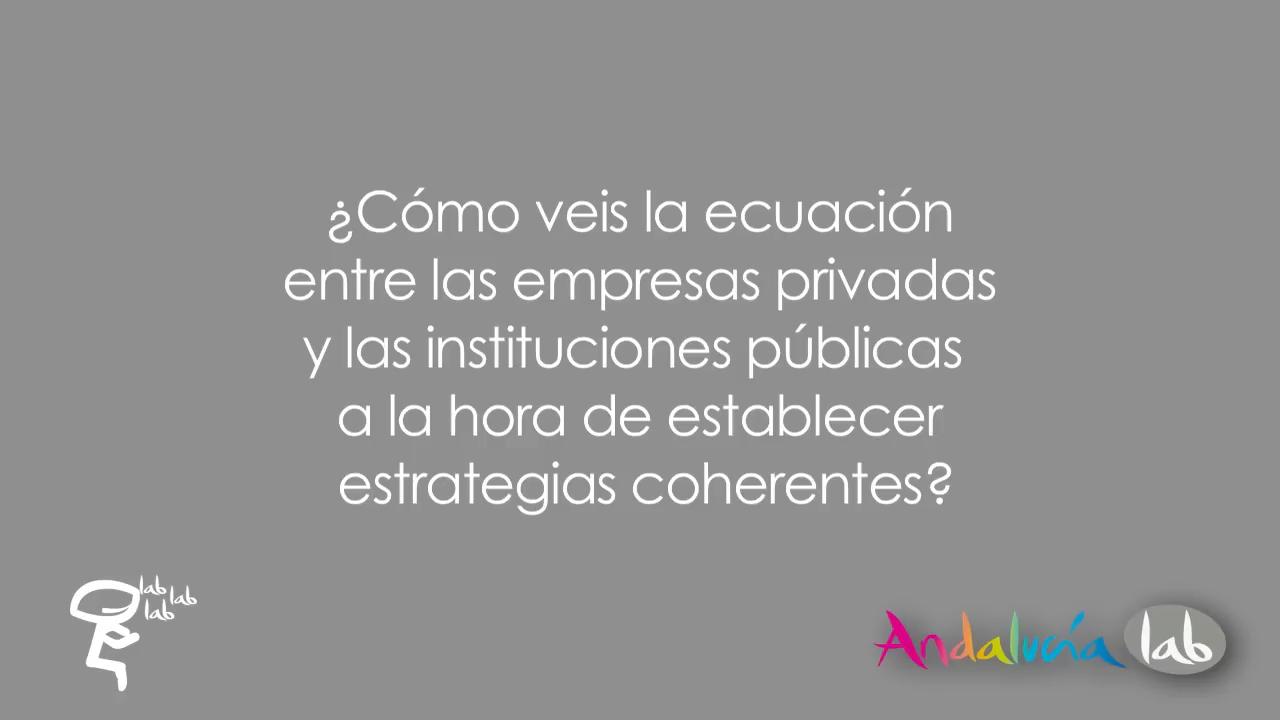 ¿Cómo veis la ecuación
entre las empresas privadas
y las instituciones públicas
a la hora de establecer
estrategias coherentes?
lab lab
lab
Andalucía lab